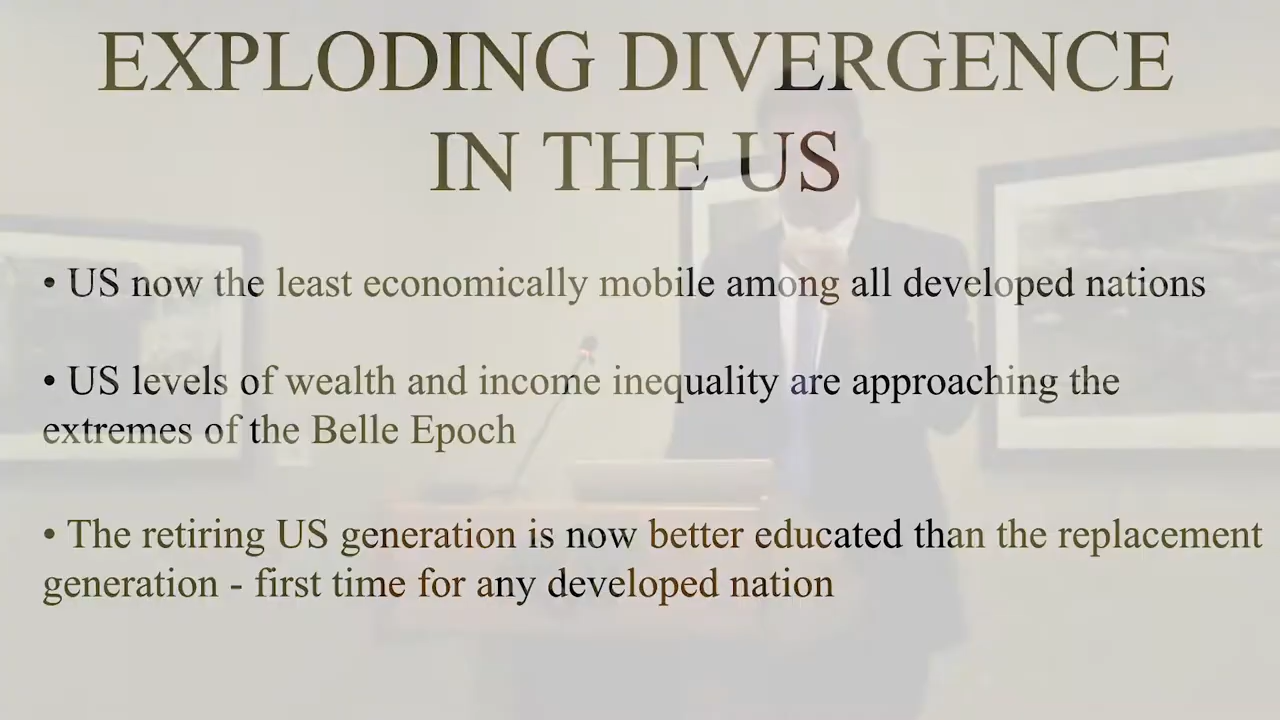 EXPLODING DIVERGENCE
IN THE US
• US now the least economically mobile among all developed nations
• US levels of wealth and income inequality are approaching the
extremes of the Belle Epoch
• The retiring US generation is now better educated than the replacement
generation - first time for any developed nation